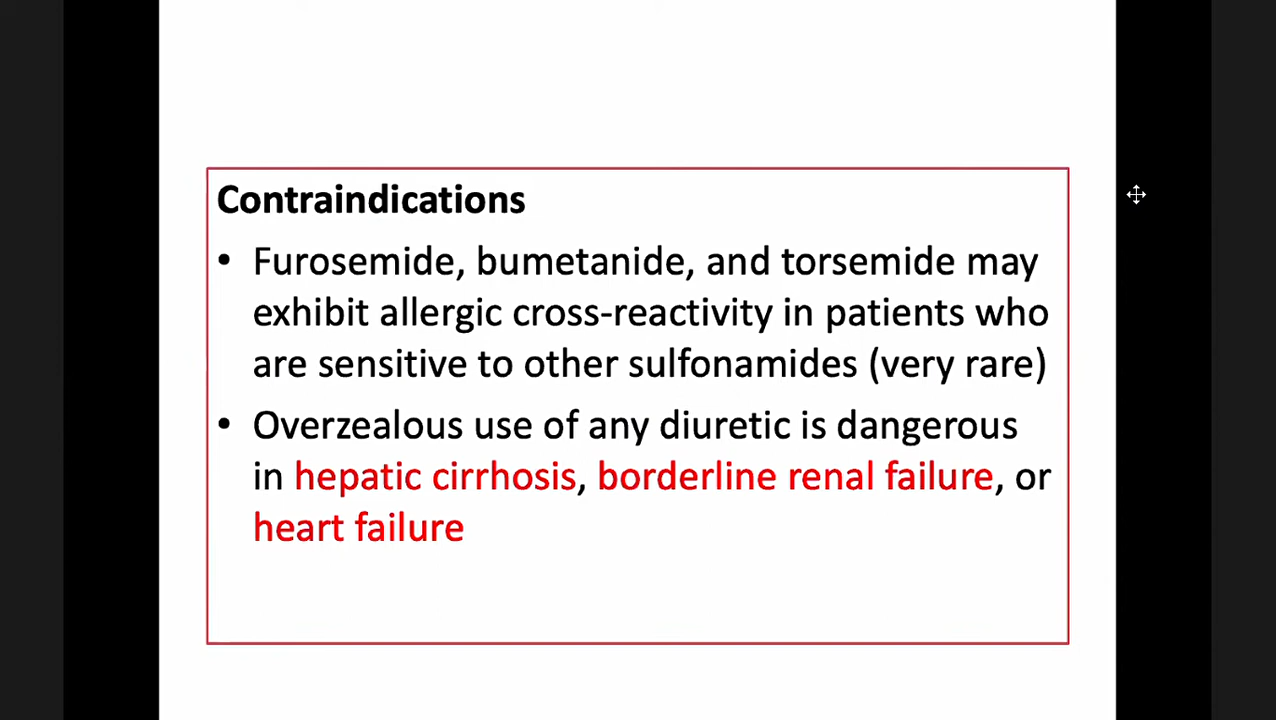 Contraindications
• Furosemide, bumetanide, and torsemide may
exhibit allergic cross-reactivity in patients who
are sensitive to other sulfonamides (very rare)
• Overzealous use of any diuretic is dangerous
in hepatic cirrhosis, borderline renal failure, or
heart failure